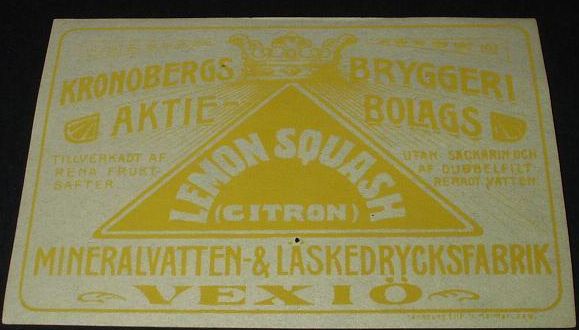 KRONOBERGS BRYGGERI
AKTIE- BOLAGS
TILLVERKADT AF
RENA FRUKT-
SAFTER
LEMON SQUASH
(CITRON)
UTAN SACKARIN OCH
AF DUBBELFILT-
RERADT VATTEN.
MINERALVATTEN- & LÄSKEDRYCKSFABRIK
VEXIÖ